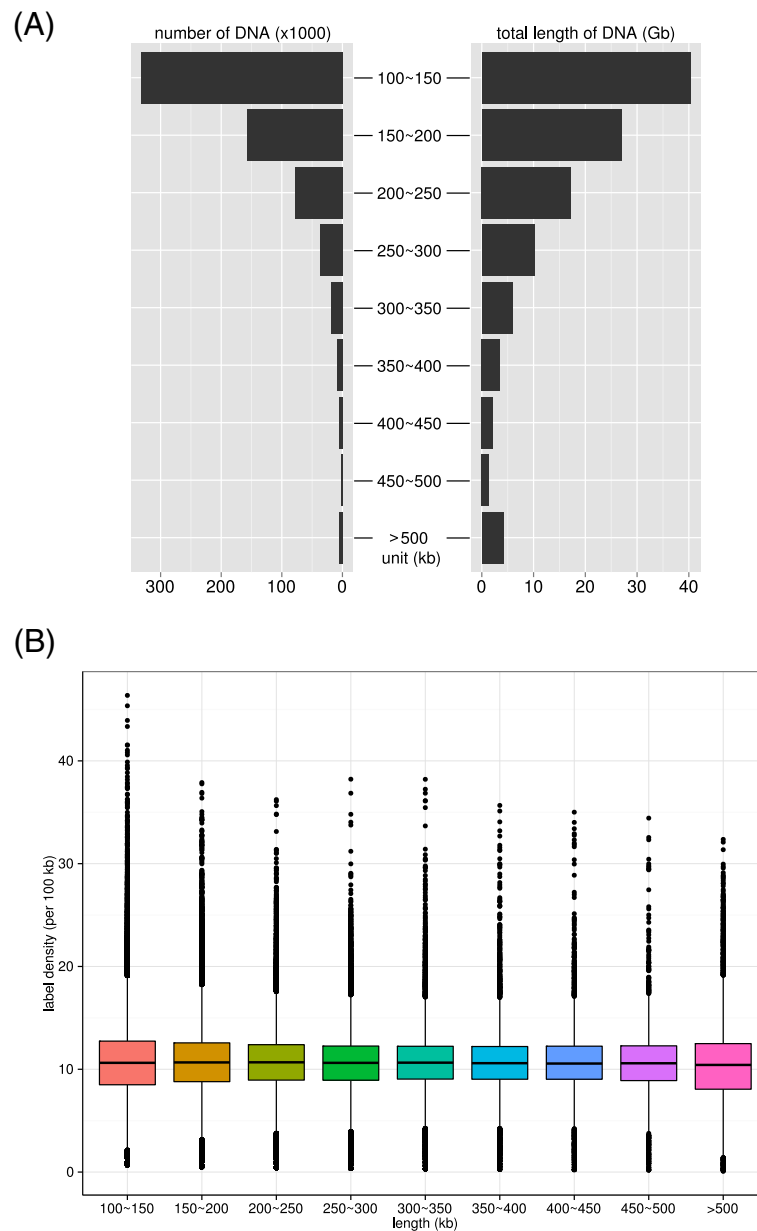 (A)
number of DNA (x1000)
total length of DNA (Gb)
100~150
150~200
200~250
250~300
300~350
350~400
400~450
450~500
>500
unit (kb)
300 200 100 0
0 10 20 30 40
(B)
label density (per 100 kb)
40
30
20
10
0
100~150 150~200 200~250 250~300 300~350 350~400 400~450 450~500 >500
length (kb)